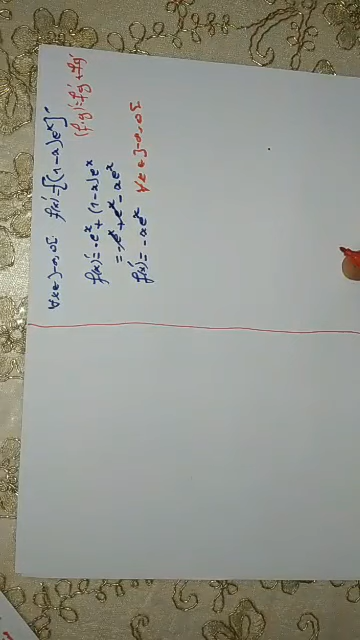 ∀x∈]-∞,0[ f'(x)=[(1-x)e^x]'
(f·g)'=f'g+fg'
f'(x)=-e^x+(1-x)e^x
=-e^x+e^x-xe^x
f'(x)=-xe^x ∀x∈]-∞,0[